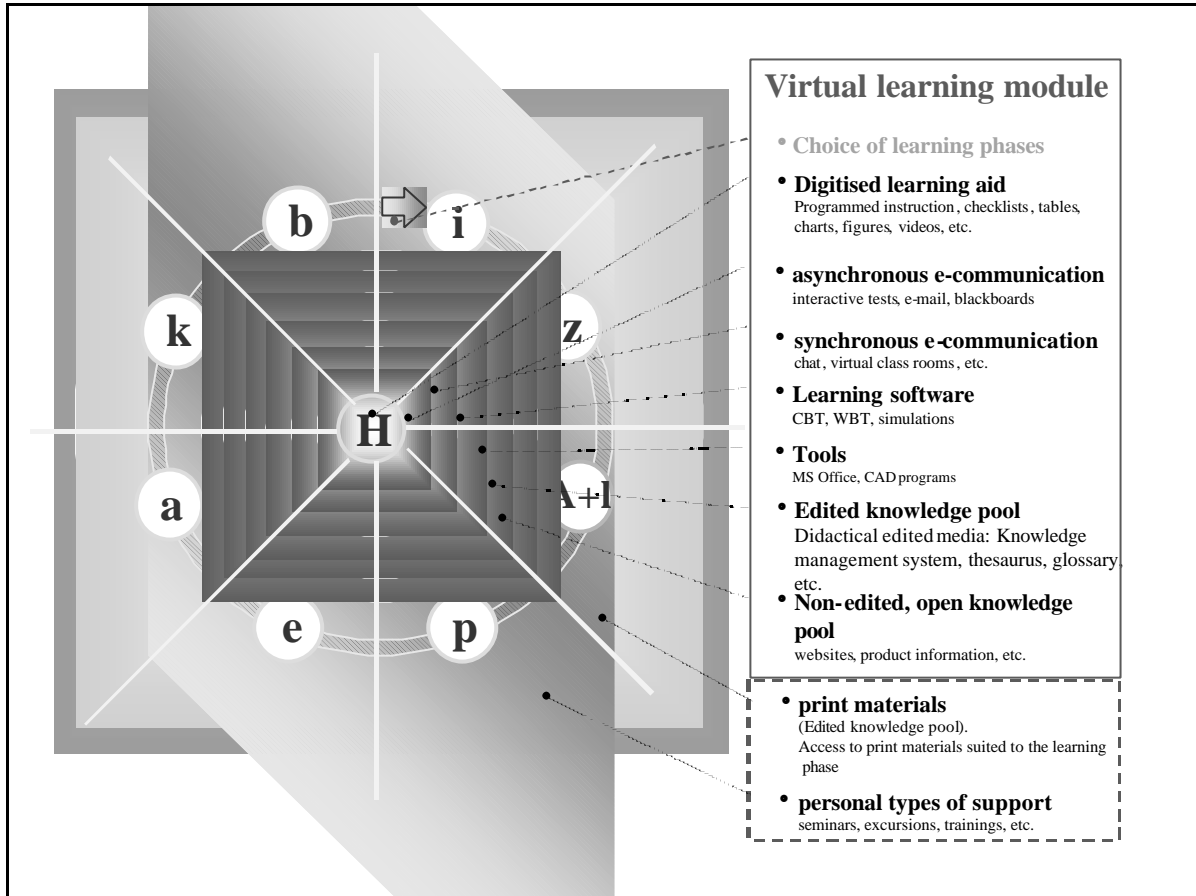 b
i
k
z
H
a
A+l
e
p
Virtual learning module
• Choice of learning phases
• Digitised learning aid
Programmed instruction, checklists, tables,
charts, figures, videos, etc.
• asynchronous e-communication
interactive tests, e-mail, blackboards
• synchronous e-communication
chat, virtual class rooms, etc.
• Learning software
CBT, WBT, simulations
• Tools
MS Office, CAD programs
• Edited knowledge pool
Didactical edited media: Knowledge
management system, thesaurus, glossary,
etc.
• Non-edited, open knowledge
pool
websites, product information, etc.
• print materials
(Edited knowledge pool).
Access to print materials suited to the learning
phase
• personal types of support
seminars, excursions, trainings, etc.